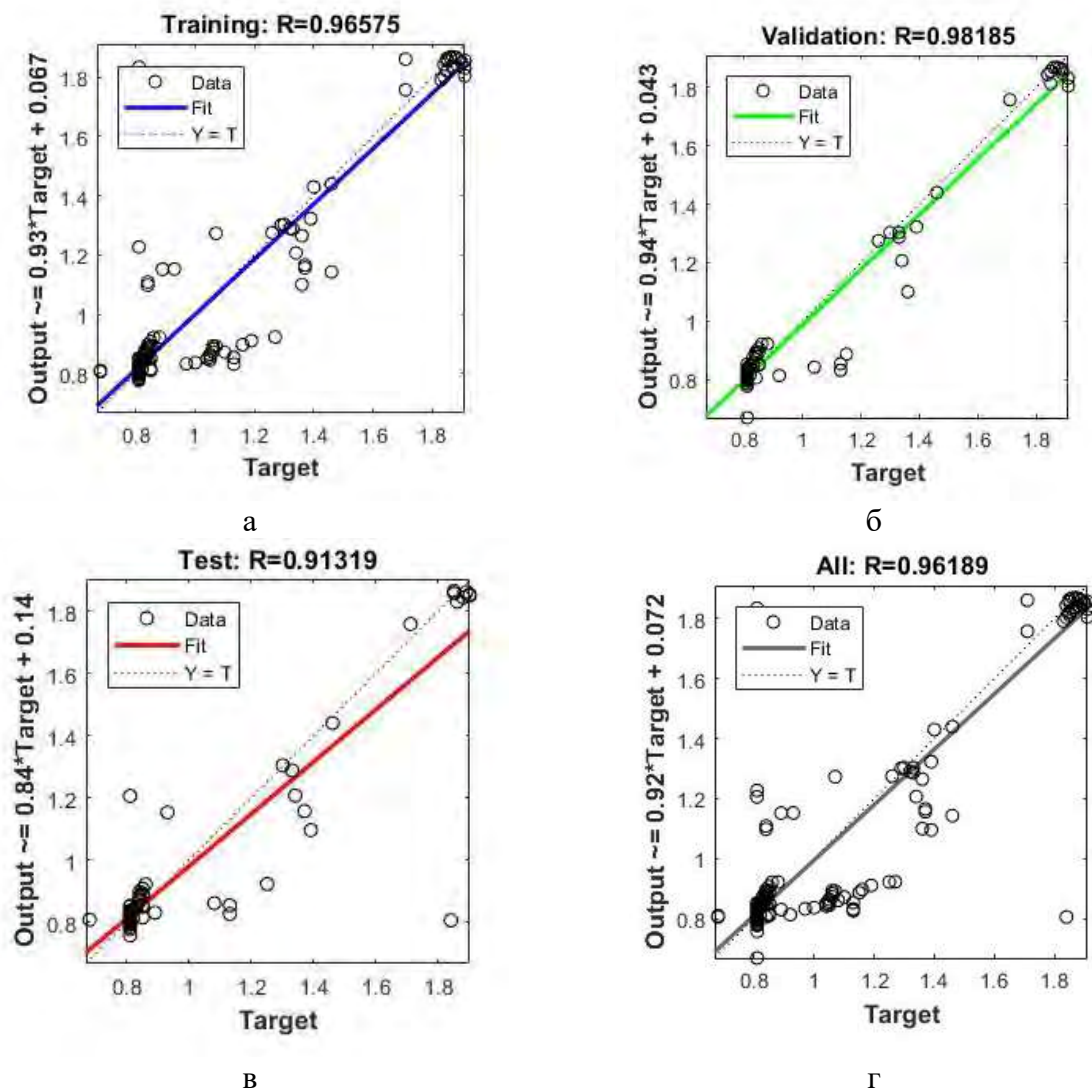 Training: R=0.96575
Output ~= 0.93*Target + 0.067
Data
Fit
Y = T
1.8
1.6
1.4
1.2
1
0.8
0.8
1
1.2
1.4
1.6
1.8
Target
а
Validation: R=0.98185
Output ~= 0.94*Target + 0.043
Data
Fit
Y = T
1.8
1.6
1.4
1.2
1
0.8
0.8
1
1.2
1.4
1.6
1.8
Target
б
Test: R=0.91319
Output ~= 0.84*Target + 0.14
Data
Fit
Y = T
1.8
1.6
1.4
1.2
1
0.8
0.8
1
1.2
1.4
1.6
1.8
Target
в
All: R=0.96189
Output ~= 0.92*Target + 0.072
Data
Fit
Y = T
1.8
1.6
1.4
1.2
1
0.8
0.8
1
1.2
1.4
1.6
1.8
Target
г